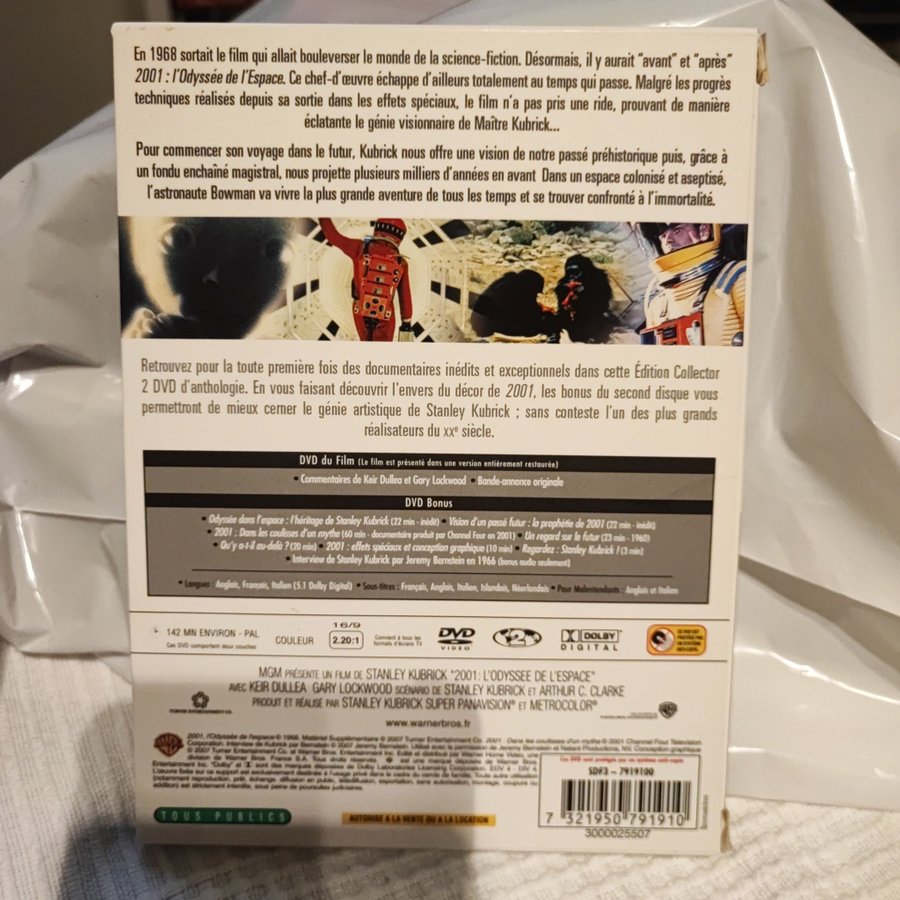 En 1968 sortait le film qui allait bouleverser le monde de la science-fiction. Désormais, il y aurait "avant" et "après"
2001 : l'Odyssée de l'Espace. Ce chef-d'œuvre échappe d'ailleurs totalement au temps qui passe. Malgré les progrès
techniques réalisés depuis sa sortie dans les effets spéciaux, le film n'a pas pris une ride, prouvant de manière
éclatante le génie visionnaire de Maître Kubrick...
Pour commencer son voyage dans le futur, Kubrick nous offre une vision de notre passé préhistorique puis, grâce à
un fondu enchaîné magistral, nous projette plusieurs milliers d'années en avant Dans un espace colonisé et aseptisé,
l'astronaute Bowman va vivre la plus grande aventure de tous les temps et se trouver confronté à l'immortalité.
Retrouvez pour la toute première fois des documentaires inédits et exceptionnels dans cette Édition Collector
2 DVD d'anthologie. En vous faisant découvrir l'envers du décor de 2001, les bonus du second disque vous
permettront de mieux cerner le génie artistique de Stanley Kubrick ; sans conteste l'un des plus grands
réalisateurs du XXe siècle.
DVD du Film (Le film est présenté dans une version entièrement restaurée)
• Commentaires de Keir Dullea et Gary Lockwood • Bande-annonce originale
DVD Bonus
• Odyssée dans l'espace : l'héritage de Stanley Kubrick (22 min - inédit) • Vision d'un passé futur : la prophétie de 2001 (22 min - inédit)
• 2001 : Dans les coulisses d'un mythe (60 min - documentaire produit par Channel Four en 2001) • Un regard sur le futur (23 min - 1960)
• Qu'y a-t-il au-delà ? (20 min) • 2001 : effets spéciaux et conception graphique (10 min) • Regardez : Stanley Kubrick ! (3 min)
• Interview de Stanley Kubrick par Jeremy Bernstein en 1966 (bonus audio seulement)
• Langues : Anglais, Français, Italien (5.1 Dolby Digital) • Sous-titres : Français, Anglais, Italien, Islandais, Néerlandais • Pour Malentendants : Anglais et Italien
142 MN ENVIRON - PAL
Ces DVD comportent deux couches
COULEUR
16/9
2.20:1
Convient à tous les
formats d'écrans TV
DVD
VIDEO
2
DOLBY
DIGITAL
MGM PRÉSENTE UN FILM DE STANLEY KUBRICK "2001: L'ODYSSEE DE L'ESPACE"
AVEC KEIR DULLEA GARY LOCKWOOD SCÉNARIO DE STANLEY KUBRICK ET ARTHUR C. CLARKE
PRODUIT ET RÉALISÉ PAR STANLEY KUBRICK SUPER PANAVISION® ET METROCOLOR®
TURNER ENTERTAINMENT CO.
www.warnerbros.fr
TOUS PUBLICS
AUTORISE A LA VENTE OU A LA LOCATION
SDF3 - 7919100
7 321950 791910
3000025507